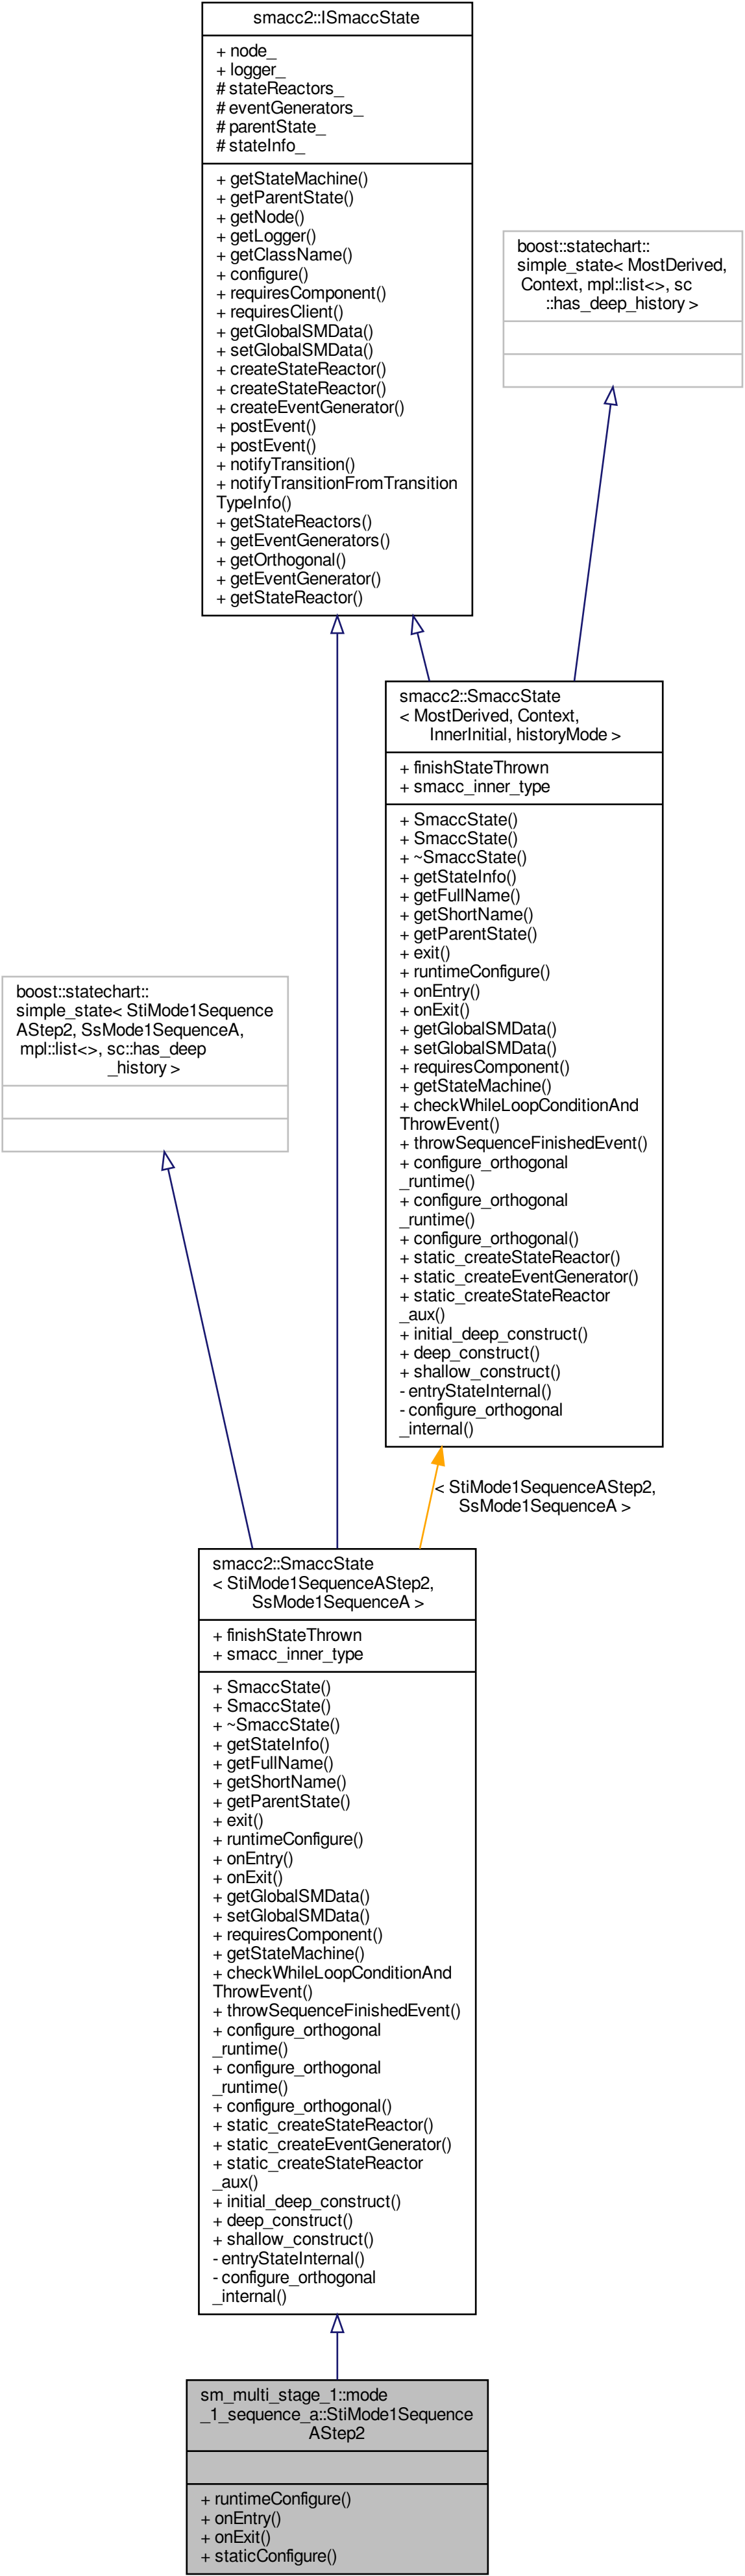 smacc2::ISmaccState
+ node_
+ logger_
# stateReactors_
# eventGenerators_
# parentState_
# stateInfo_
+ getStateMachine()
+ getParentState()
+ getNode()
+ getLogger()
+ getClassName()
+ configure()
+ requiresComponent()
+ requiresClient()
+ getGlobalSMData()
+ setGlobalSMData()
+ createStateReactor()
+ createStateReactor()
+ createEventGenerator()
+ postEvent()
+ postEvent()
+ notifyTransition()
+ notifyTransitionFromTransition
TypeInfo()
+ getStateReactors()
+ getEventGenerators()
+ getOrthogonal()
+ getEventGenerator()
+ getStateReactor()
boost::statechart::
simple_state< MostDerived,
Context, mpl::list<>, sc
::has_deep_history >
smacc2::SmaccState
< MostDerived, Context,
InnerInitial, historyMode >
+ finishStateThrown
+ smacc_inner_type
+ SmaccState()
+ SmaccState()
+ ~SmaccState()
+ getStateInfo()
+ getFullName()
+ getShortName()
+ getParentState()
+ exit()
+ runtimeConfigure()
+ onEntry()
+ onExit()
+ getGlobalSMData()
+ setGlobalSMData()
+ requiresComponent()
+ getStateMachine()
+ checkWhileLoopConditionAnd
ThrowEvent()
+ throwSequenceFinishedEvent()
+ configure_orthogonal
_runtime()
+ configure_orthogonal
_runtime()
+ configure_orthogonal()
+ static_createStateReactor()
+ static_createEventGenerator()
+ static_createStateReactor
_aux()
+ initial_deep_construct()
+ deep_construct()
+ shallow_construct()
- entryStateInternal()
- configure_orthogonal
_internal()
boost::statechart::
simple_state< StiMode1Sequence
AStep2, SsMode1SequenceA,
mpl::list<>, sc::has_deep
_history >
< StiMode1SequenceAStep2,
SsMode1SequenceA >
smacc2::SmaccState
< StiMode1SequenceAStep2,
SsMode1SequenceA >
+ finishStateThrown
+ smacc_inner_type
+ SmaccState()
+ SmaccState()
+ ~SmaccState()
+ getStateInfo()
+ getFullName()
+ getShortName()
+ getParentState()
+ exit()
+ runtimeConfigure()
+ onEntry()
+ onExit()
+ getGlobalSMData()
+ setGlobalSMData()
+ requiresComponent()
+ getStateMachine()
+ checkWhileLoopConditionAnd
ThrowEvent()
+ throwSequenceFinishedEvent()
+ configure_orthogonal
_runtime()
+ configure_orthogonal
_runtime()
+ configure_orthogonal()
+ static_createStateReactor()
+ static_createEventGenerator()
+ static_createStateReactor
_aux()
+ initial_deep_construct()
+ deep_construct()
+ shallow_construct()
- entryStateInternal()
- configure_orthogonal
_internal()
sm_multi_stage_1::mode
_1_sequence_a::StiMode1Sequence
AStep2
+ runtimeConfigure()
+ onEntry()
+ onExit()
+ staticConfigure()